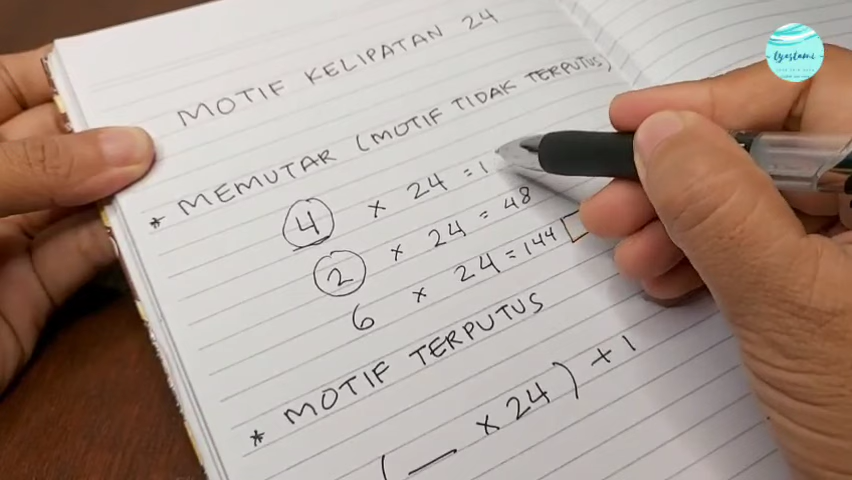 MOTIF KELIPATAN 24
* MEMUTAR (MOTIF TIDAK TERPUTUS)
4 x 24 = 1
2 x 24 = 48
6 x 24 = 144
* MOTIF TERPUTUS
( _ x 24 ) + 1
lyastami